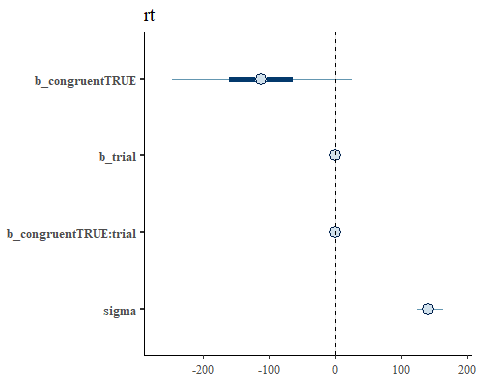 rt
b_congruentTRUE
b_trial
b_congruentTRUE:trial
sigma
-200 -100 0 100 200